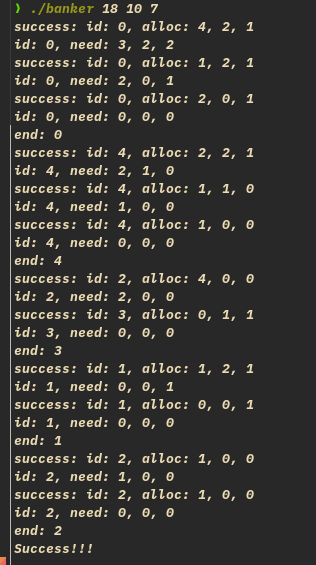 ❯ ./banker 18 10 7
success: id: 0, alloc: 4, 2, 1
id: 0, need: 3, 2, 2
success: id: 0, alloc: 1, 2, 1
id: 0, need: 2, 0, 1
success: id: 0, alloc: 2, 0, 1
id: 0, need: 0, 0, 0
end: 0
success: id: 4, alloc: 2, 2, 1
id: 4, need: 2, 1, 0
success: id: 4, alloc: 1, 1, 0
id: 4, need: 1, 0, 0
success: id: 4, alloc: 1, 0, 0
id: 4, need: 0, 0, 0
end: 4
success: id: 2, alloc: 4, 0, 0
id: 2, need: 2, 0, 0
success: id: 3, alloc: 0, 1, 1
id: 3, need: 0, 0, 0
end: 3
success: id: 1, alloc: 1, 2, 1
id: 1, need: 0, 0, 1
success: id: 1, alloc: 0, 0, 1
id: 1, need: 0, 0, 0
end: 1
success: id: 2, alloc: 1, 0, 0
id: 2, need: 1, 0, 0
success: id: 2, alloc: 1, 0, 0
id: 2, need: 0, 0, 0
end: 2
Success!!!